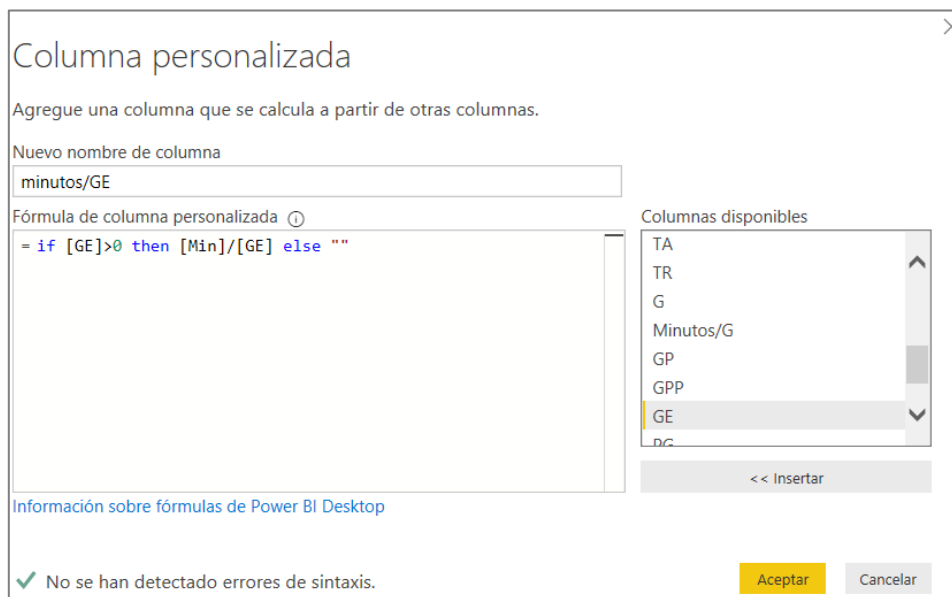 Columna personalizada
Agregue una columna que se calcula a partir de otras columnas.
Nuevo nombre de columna
minutos/GE
Fórmula de columna personalizada
Columnas disponibles
= if [GE]>0 then [Min]/[GE] else ""
TA
TR
G
Minutos/G
GP
GPP
GE
<< Insertar
Información sobre fórmulas de Power BI Desktop
No se han detectado errores de sintaxis.
Aceptar
Cancelar